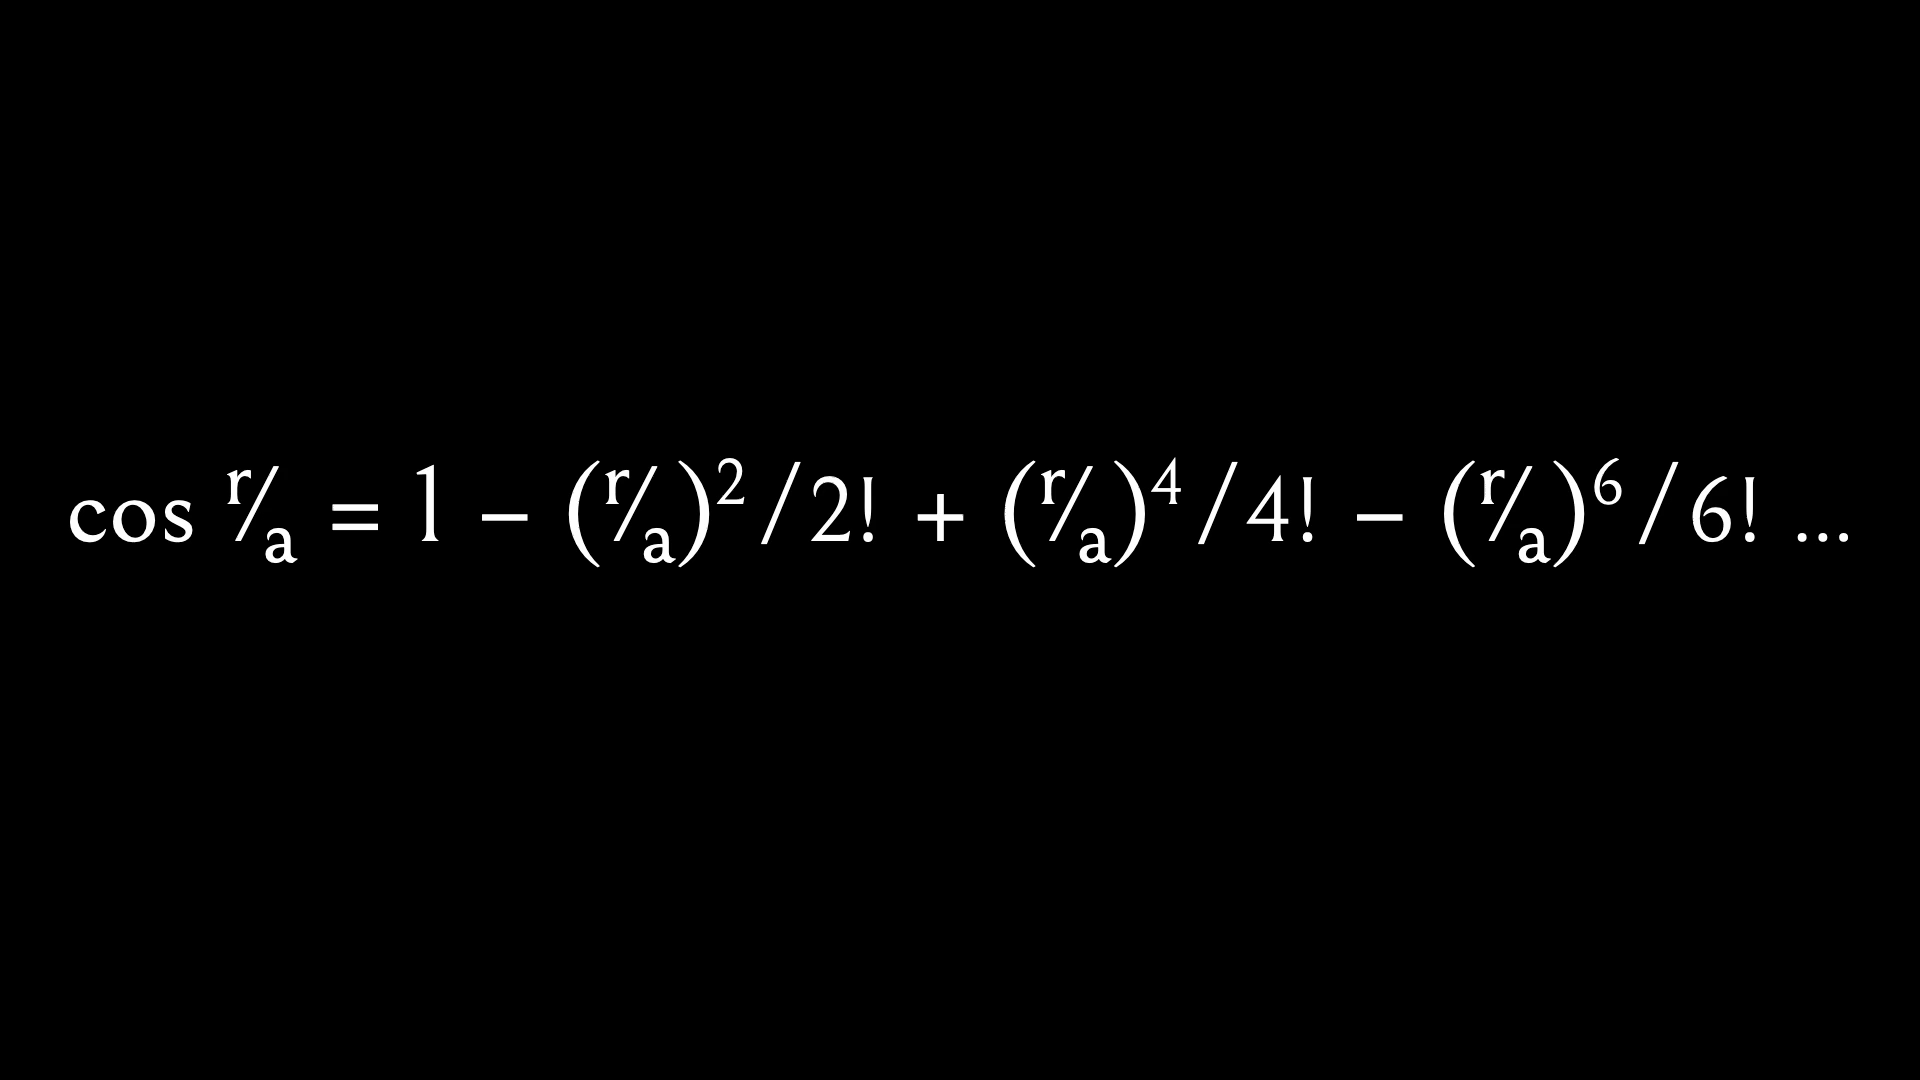 cos r⁄a = 1 – (r⁄a)²/2! + (r⁄a)⁴/4! – (r⁄a)⁶/6! ...